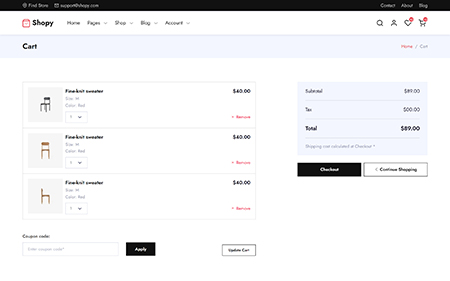 Find Store support@shopy.com Contact About Blog
Shopy Home Pages Shop Blog Account
Cart Home / Cart
Fine-knit sweater $40.00
Size: M
Color: Red
1 Remove
Fine-knit sweater $40.00
Size: M
Color: Red
1 Remove
Fine-knit sweater $40.00
Size: M
Color: Red
1 Remove
Subtotal $89.00
Tax $00.00
Total $89.00
Shipping cost calculated at Checkout *
Checkout Continue Shopping
Coupon code:
Enter coupon code* Apply Update Cart